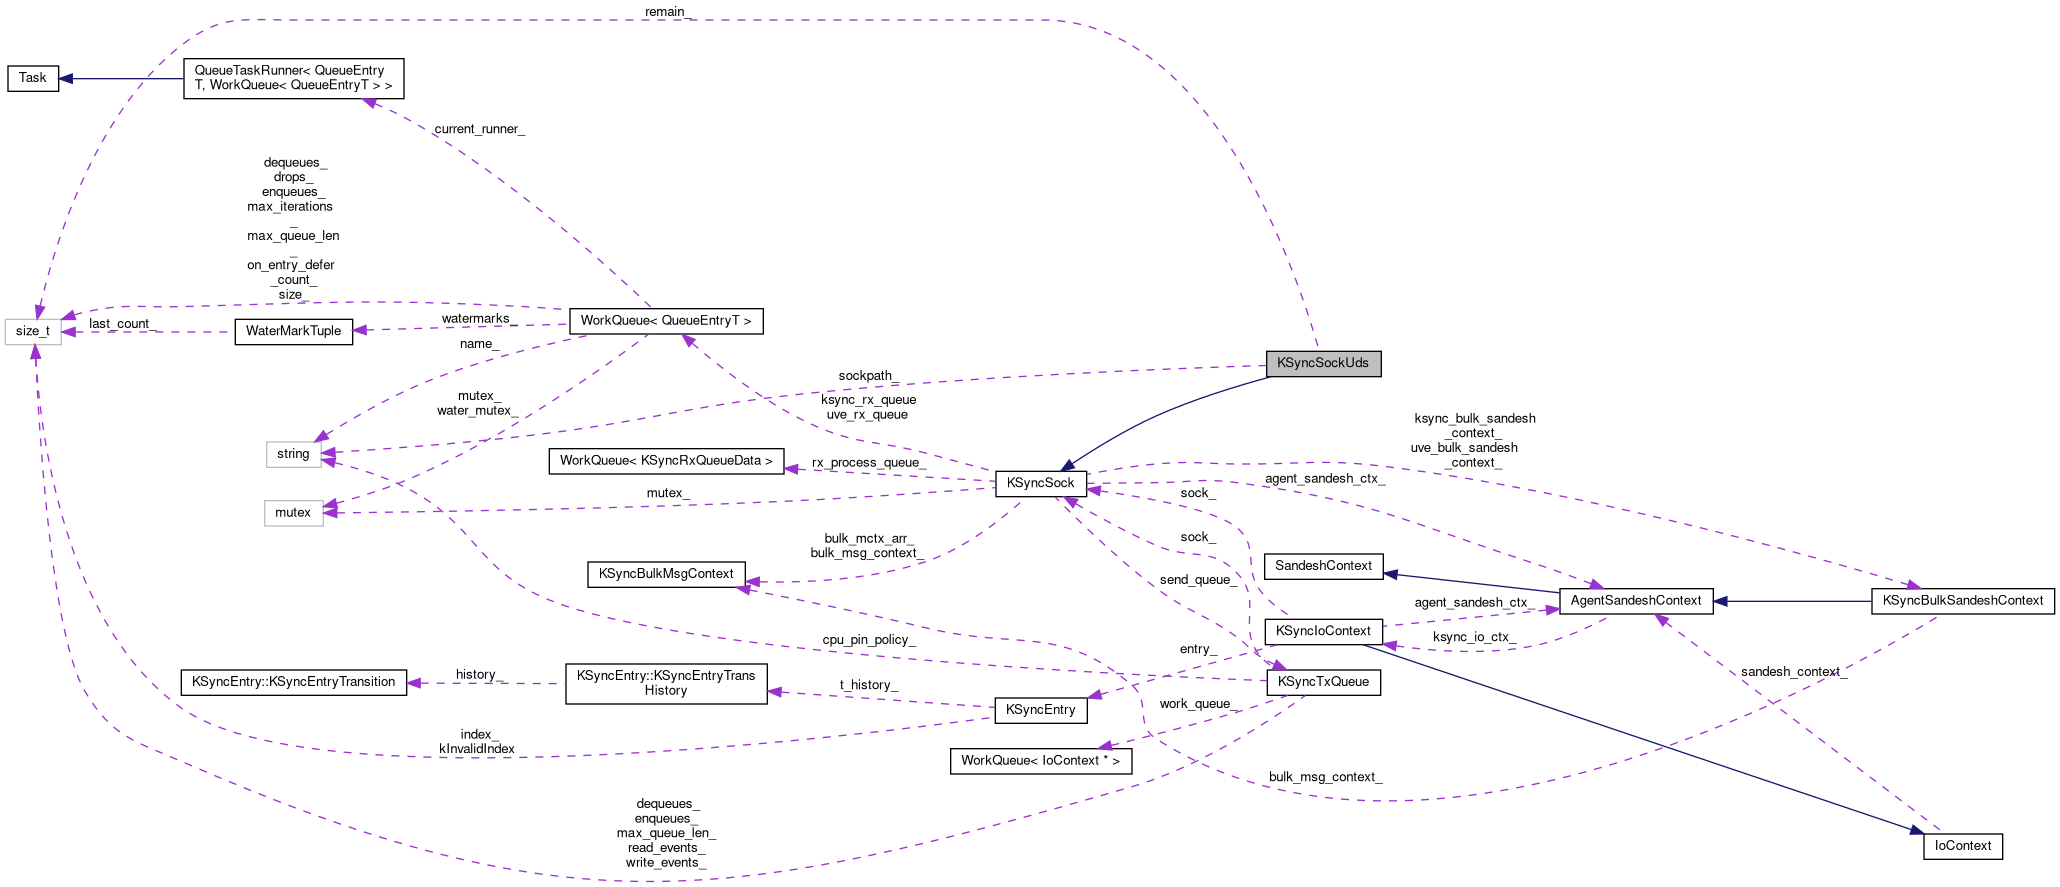 remain_
Task
QueueTaskRunner< QueueEntry
T, WorkQueue< QueueEntryT > >
current_runner_
dequeues_
drops_
enqueues_
max_iterations
_
max_queue_len
_
on_entry_defer
_count_
size_
size_t
last_count_
WaterMarkTuple
watermarks_
WorkQueue< QueueEntryT >
name_
KSyncSockUds
sockpath_
mutex_
water_mutex_
ksync_rx_queue
uve_rx_queue
ksync_bulk_sandesh
_context_
uve_bulk_sandesh
_context_
string
WorkQueue< KSyncRxQueueData >
rx_process_queue_
KSyncSock
agent_sandesh_ctx_
mutex
mutex_
sock_
bulk_mctx_arr_
bulk_msg_context_
sock_
KSyncBulkMsgContext
send_queue_
SandeshContext
AgentSandeshContext
KSyncBulkSandeshContext
agent_sandesh_ctx_
KSyncIoContext
ksync_io_ctx_
cpu_pin_policy_
entry_
KSyncEntry::KSyncEntryTransition
history_
KSyncEntry::KSyncEntryTrans
History
t_history_
KSyncTxQueue
sandesh_context_
KSyncEntry
work_queue_
index_
kInvalidIndex
WorkQueue< IoContext * >
bulk_msg_context_
dequeues_
enqueues_
max_queue_len_
read_events_
write_events_
IoContext